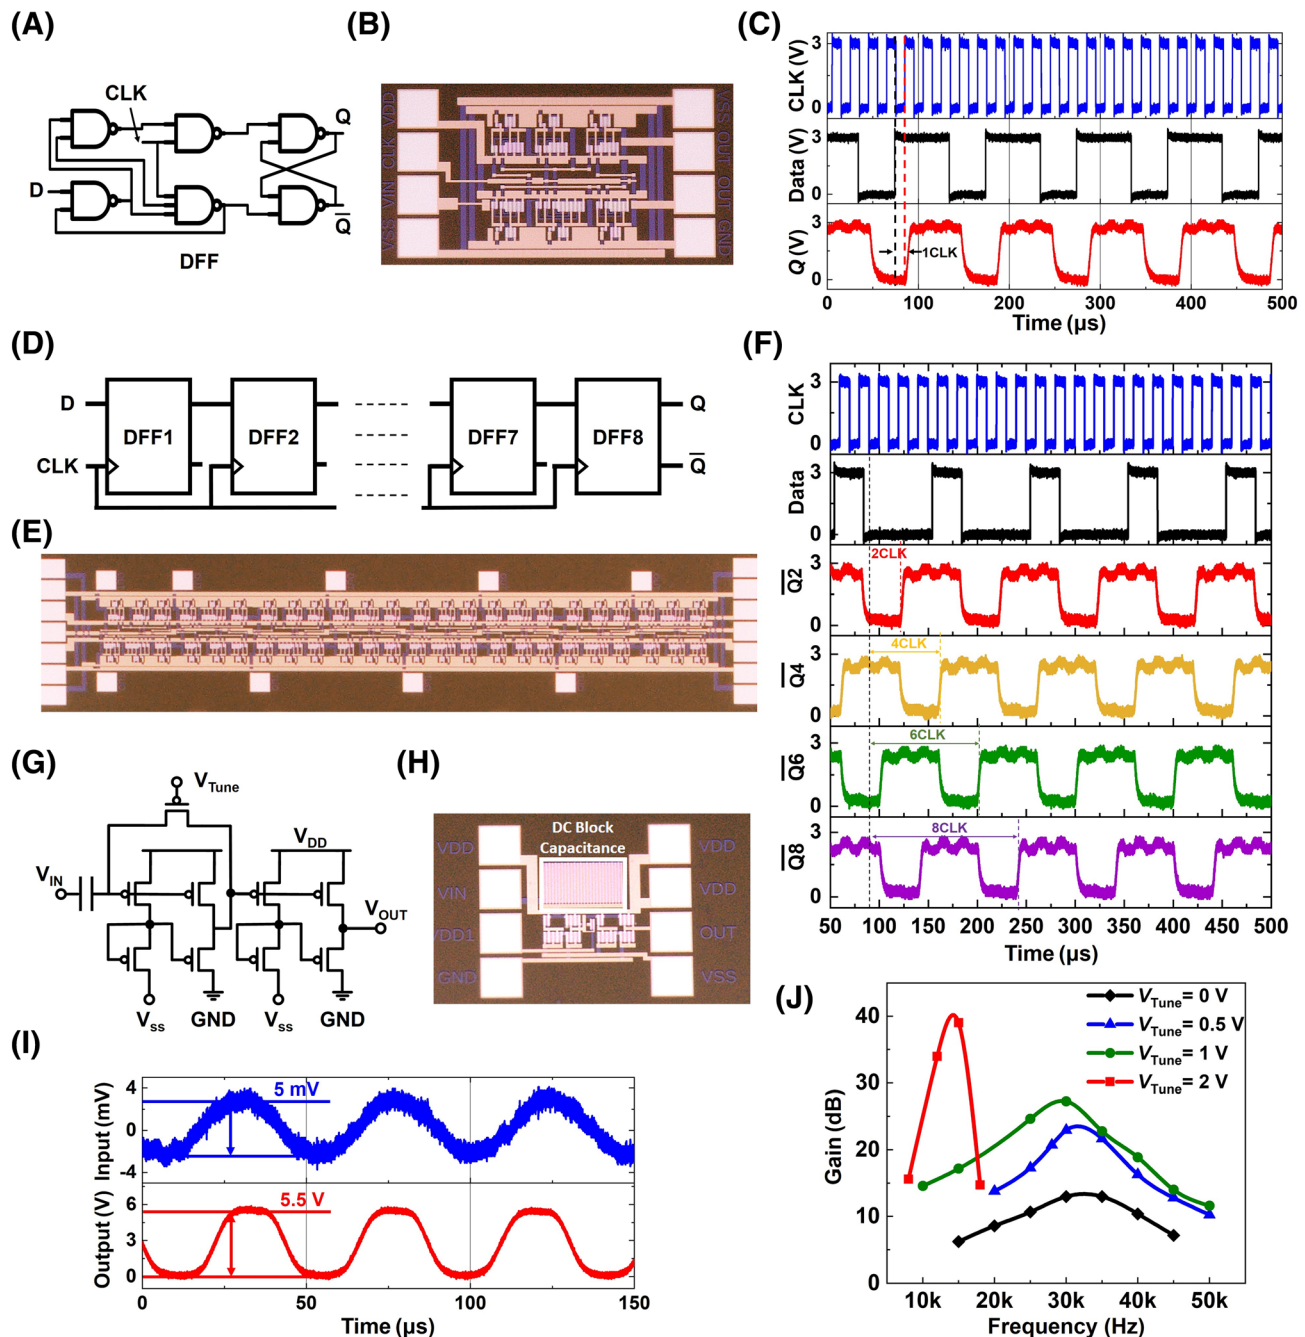 (A)
CLK
Q
D
Q
DFF
(B)
VDD
CLK
VIN
VSS
VSS
OUT
OUT
GND
(C)
CLK (V)
3
0
Data (V)
3
0
Q (V)
3
0
1CLK
0 100 200 300 400 500
Time (µs)
(D)
D
DFF1
DFF2
DFF7
DFF8
Q
CLK
Q
(E)
(F)
CLK
3
0
Data
3
0
Q2
3
0
2CLK
Q4
3
0
4CLK
Q6
3
0
6CLK
Q8
3
0
8CLK
50 100 150 200 250 300 350 400 450 500
Time (µs)
(G)
VTune
VDD
VIN
VOUT
Vss
GND
Vss
GND
(H)
DC Block
Capacitance
VDD
VIN
VDD1
GND
VDD
VDD
OUT
VSS
(I)
Input (mV)
4
0
-4
5 mV
Output (V)
6
3
0
5.5 V
0 50 100 150
Time (µs)
(J)
Gain (dB)
40
30
20
10
0
VTune= 0 V
VTune= 0.5 V
VTune= 1 V
VTune= 2 V
10k 20k 30k 40k 50k
Frequency (Hz)